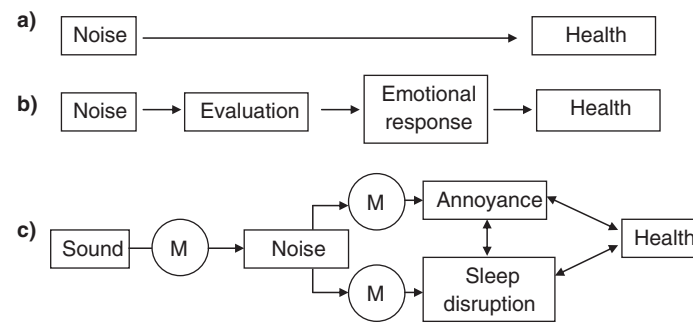 a)
Noise
Health
b)
Noise
Evaluation
Emotional
response
Health
c)
Sound
M
Noise
M
Annoyance
M
Sleep
disruption
Health